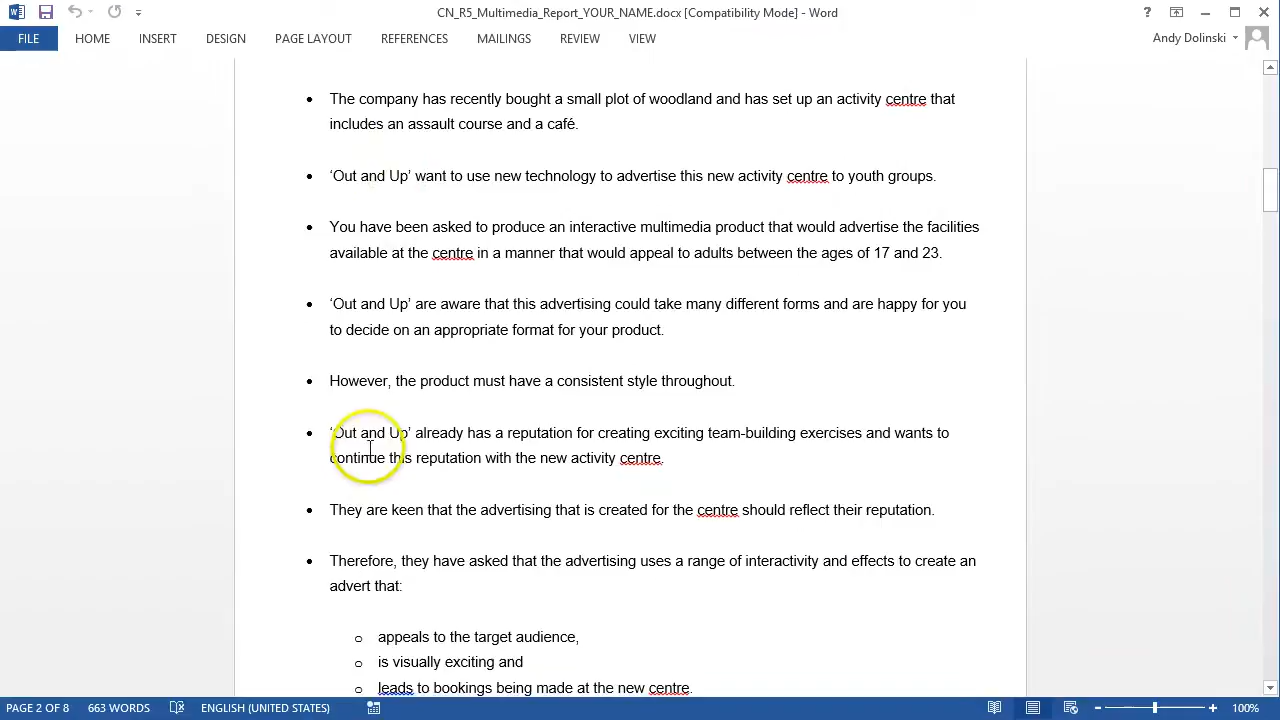 CN_R5_Multimedia_Report_YOUR_NAME.docx [Compatibility Mode] - Word
FILE HOME INSERT DESIGN PAGE LAYOUT REFERENCES MAILINGS REVIEW VIEW Andy Dolinski
• The company has recently bought a small plot of woodland and has set up an activity centre that
includes an assault course and a café.
• ‘Out and Up’ want to use new technology to advertise this new activity centre to youth groups.
• You have been asked to produce an interactive multimedia product that would advertise the facilities
available at the centre in a manner that would appeal to adults between the ages of 17 and 23.
• ‘Out and Up’ are aware that this advertising could take many different forms and are happy for you
to decide on an appropriate format for your product.
• However, the product must have a consistent style throughout.
• ‘Out and Up’ already has a reputation for creating exciting team-building exercises and wants to
continue this reputation with the new activity centre.
• They are keen that the advertising that is created for the centre should reflect their reputation.
• Therefore, they have asked that the advertising uses a range of interactivity and effects to create an
advert that:
o appeals to the target audience,
o is visually exciting and
o leads to bookings being made at the new centre.
PAGE 2 OF 8 663 WORDS ENGLISH (UNITED STATES) 100%